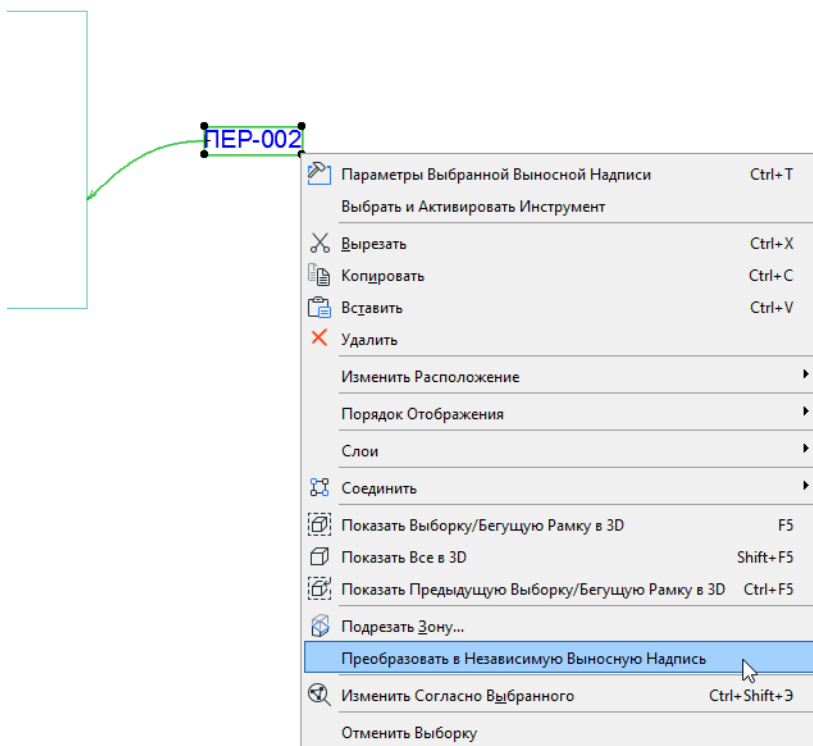 ПЕР-002
Параметры Выбранной Выносной Надписи Ctrl+T
Выбрать и Активировать Инструмент
Вырезать Ctrl+X
Копировать Ctrl+C
Вставить Ctrl+V
Удалить
Изменить Расположение
Порядок Отображения
Слои
Соединить
Показать Выборку/Бегущую Рамку в 3D F5
Показать Все в 3D Shift+F5
Показать Предыдущую Выборку/Бегущую Рамку в 3D Ctrl+F5
Подрезать Зону...
Преобразовать в Независимую Выносную Надпись
Изменить Согласно Выбранного Ctrl+Shift+Э
Отменить Выборку